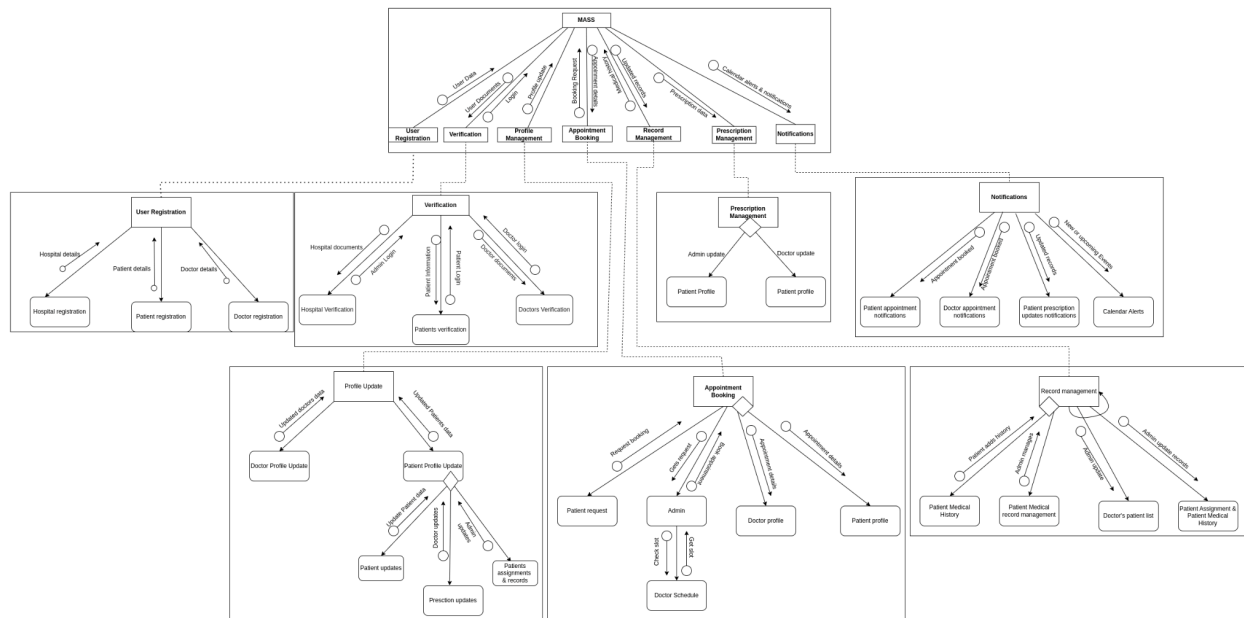 MASS
User Data
User Documents
Login
Profile update
Booking Request
Appointment details
Medical history
Updated records
Prescription data
Calendar alerts & notifications
User
Registration
Verification
Profile
Management
Appointment
Booking
Record
Management
Prescription
Management
Notifications
User Registration
Hospital details
Patient details
Doctor details
Hospital registration
Patient registration
Doctor registration
Verification
Hospital documents
Admin Login
Patient Information
Patient Login
Doctor login
Doctor documents
Hospital Verification
Patients verification
Doctors Verification
Prescription
Management
Admin update
Doctor update
Patient Profile
Patient profile
Notifications
Appointment booked
Appointment booked
Updated records
New or upcoming Events
Patient appointment
notifications
Doctor appointment
notifications
Patient prescription
updates notifications
Calendar Alerts
Profile Update
Updated doctors data
Updated Patients data
Doctor Profile Update
Patient Profile Update
Update Patient data
Doctor updates
Admin
updates
Patient updates
Presction updates
Patients
assignments
& records
Appointment
Booking
Request booking
Gets request
Book appointment
Appointment details
Appointment details
Patient request
Admin
Doctor profile
Patient profile
Check slot
Got slot
Doctor Schedule
Record management
Patient adds history
Admin manages
Admin update
Admin update records
Patient Medical
History
Patient Medical
record management
Doctor's patient list
Patient Assignment &
Patient Medical
History